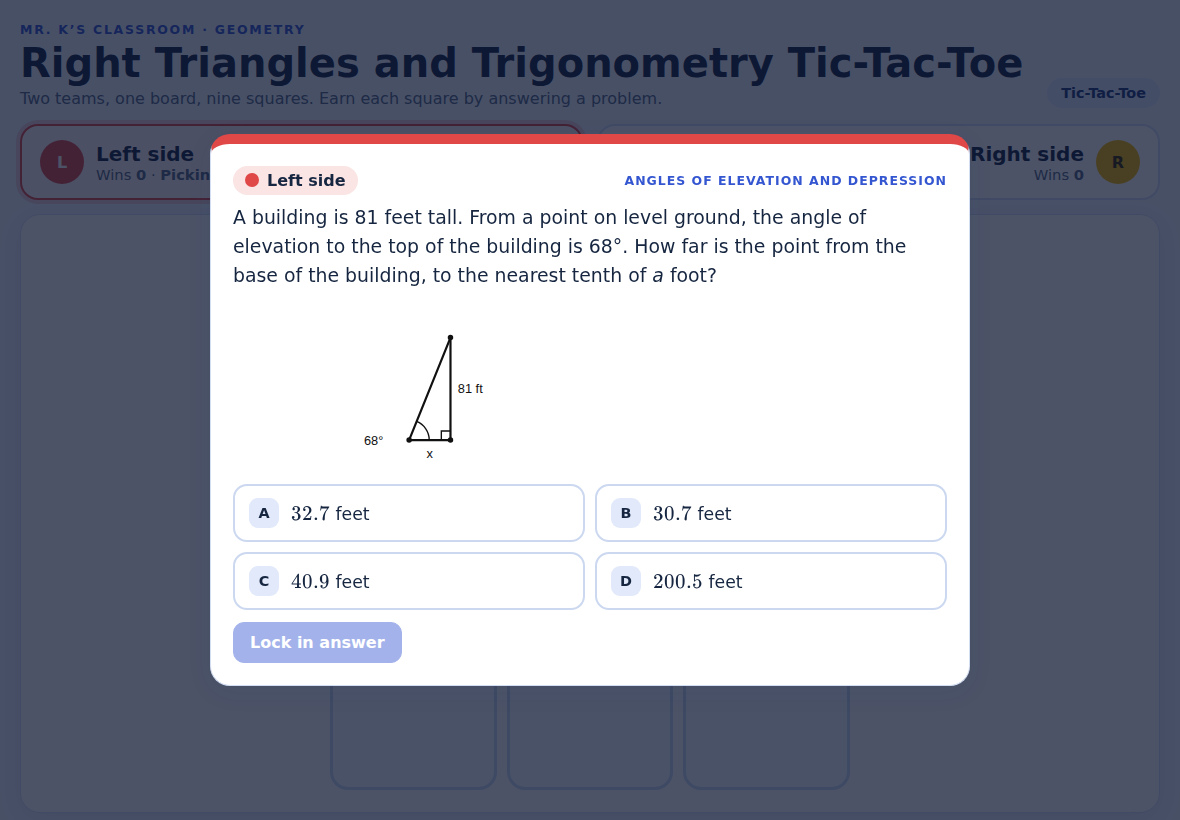 MR. K’S CLASSROOM · GEOMETRY
Right Triangles and Trigonometry Tic-Tac-Toe
Two teams, one board, nine squares. Earn each square by answering a problem.
Tic-Tac-Toe
L
Left side
Wins 0 · Pickin
Right side
Wins 0
R
Left side
ANGLES OF ELEVATION AND DEPRESSION
A building is 81 feet tall. From a point on level ground, the angle of
elevation to the top of the building is 68°. How far is the point from the
base of the building, to the nearest tenth of a foot?
81 ft
68°
x
A 32.7 feet
B 30.7 feet
C 40.9 feet
D 200.5 feet
Lock in answer